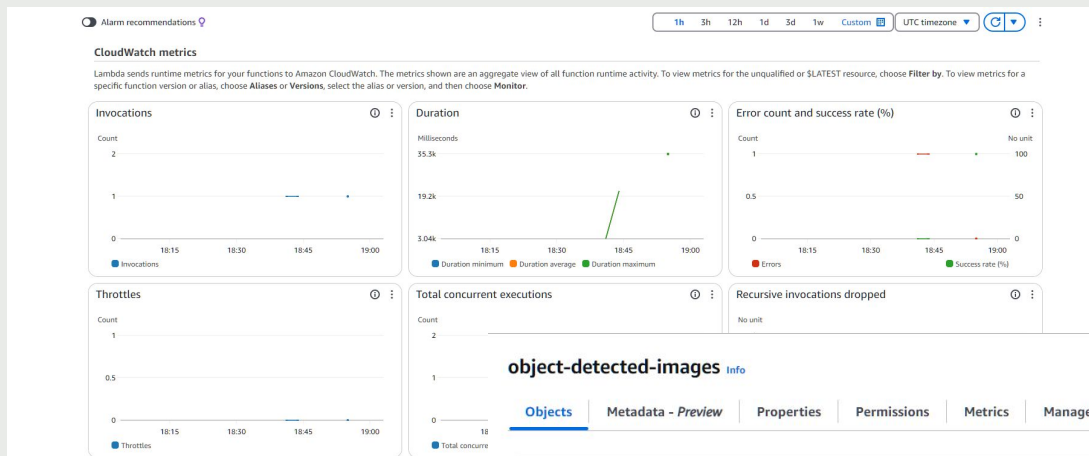 Alarm recommendations
1h 3h 12h 1d 3d 1w Custom UTC timezone
CloudWatch metrics
Lambda sends runtime metrics for your functions to Amazon CloudWatch. The metrics shown are an aggregate view of all function runtime activity. To view metrics for the unqualified or $LATEST resource, choose Filter by. To view metrics for a
specific function version or alias, choose Aliases or Versions, select the alias or version, and then choose Monitor.
Invocations
Count
2
1
0
18:15 18:30 18:45 19:00
Invocations
Duration
Milliseconds
35.3k
19.2k
3.04k
18:15 18:30 18:45 19:00
Duration minimum Duration average Duration maximum
Error count and success rate (%)
Count No unit
1 100
0.5 50
0 0
18:15 18:30 18:45 19:00
Errors Success rate (%)
Throttles
Count
1
0.5
0
18:15 18:30 18:45 19:00
Throttles
Total concurrent executions
Count
2
1
0
18
Total concurre
Recursive invocations dropped
No unit
object-detected-images Info
Objects Metadata - Preview Properties Permissions Metrics Manage